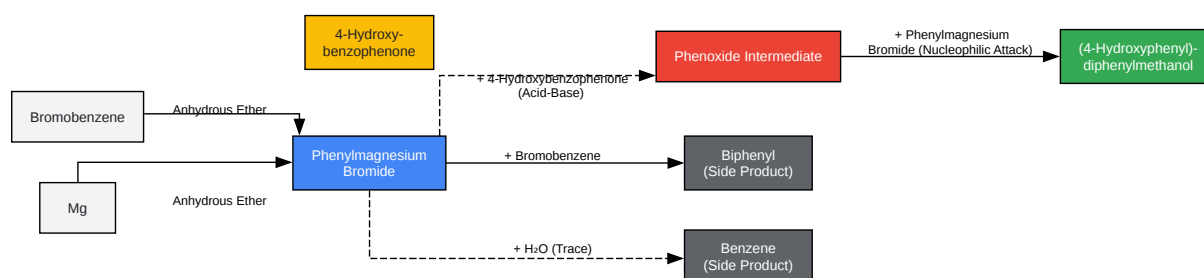 4-Hydroxy-
benzophenone
Phenoxide Intermediate
+ Phenylmagnesium
Bromide (Nucleophilic Attack)
(4-Hydroxyphenyl)-
diphenylmethanol
+ 4-Hydroxybenzophenone
(Acid-Base)
Bromobenzene
Anhydrous Ether
Phenylmagnesium
Bromide
+ Bromobenzene
Biphenyl
(Side Product)
Mg
Anhydrous Ether
+ H₂O (Trace)
Benzene
(Side Product)